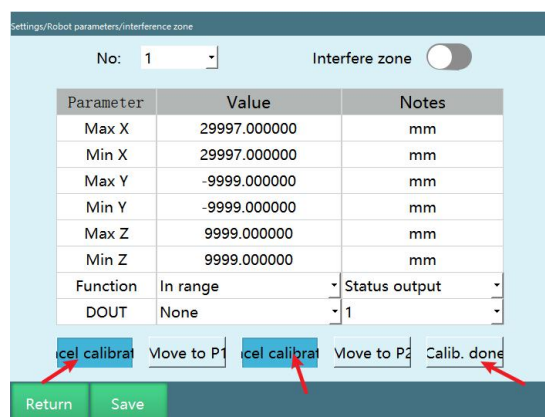 Settings/Robot parameters/interference zone
No: 1 Interfere zone
Parameter Value Notes
Max X 29997.000000 mm
Min X 29997.000000 mm
Max Y -9999.000000 mm
Min Y -9999.000000 mm
Max Z 9999.000000 mm
Min Z 9999.000000 mm
Function In range Status output
DOUT None 1
cel calibrat Move to P1 cel calibrat Move to P2 Calib. done
Return Save